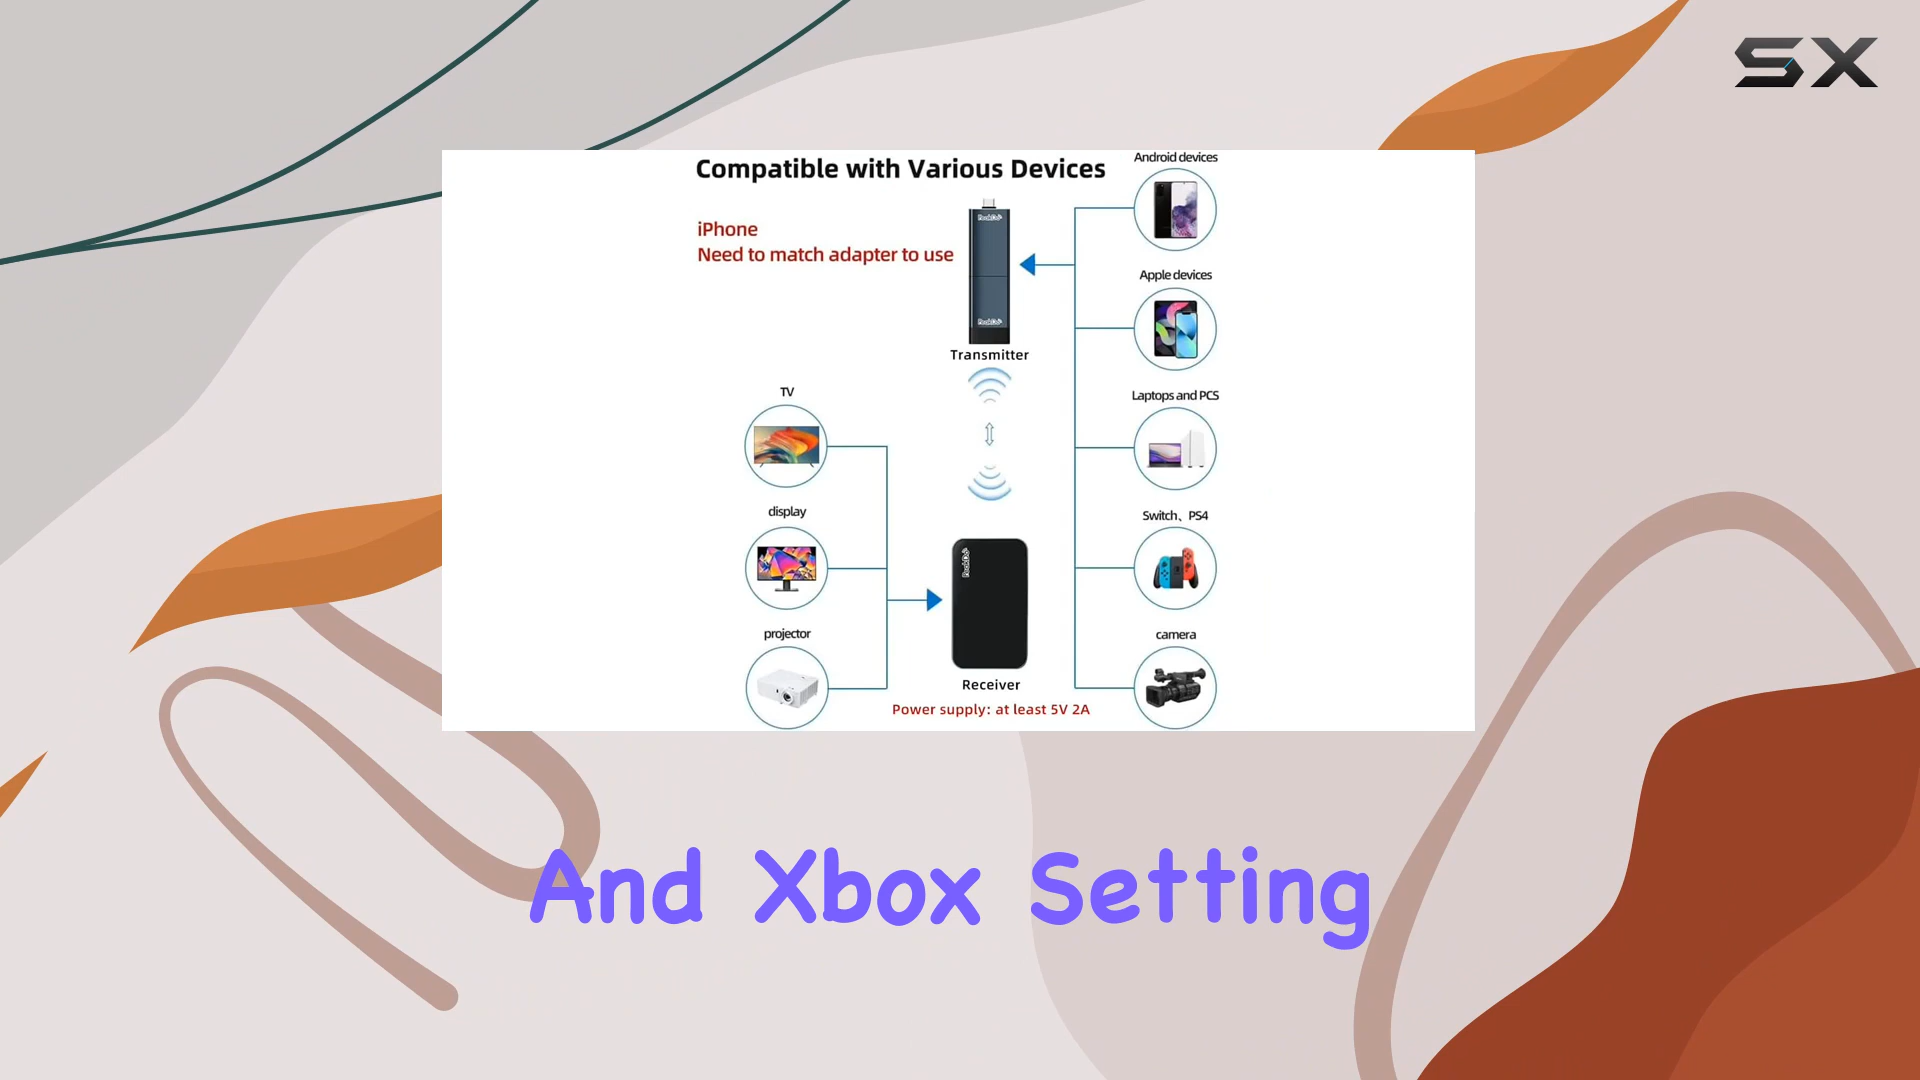 SX
Compatible with Various Devices
iPhone
Need to match adapter to use
Transmitter
Android devices
Apple devices
Laptops and PCS
Switch、PS4
camera
TV
display
projector
Receiver
Power supply: at least 5V 2A
And Xbox Setting